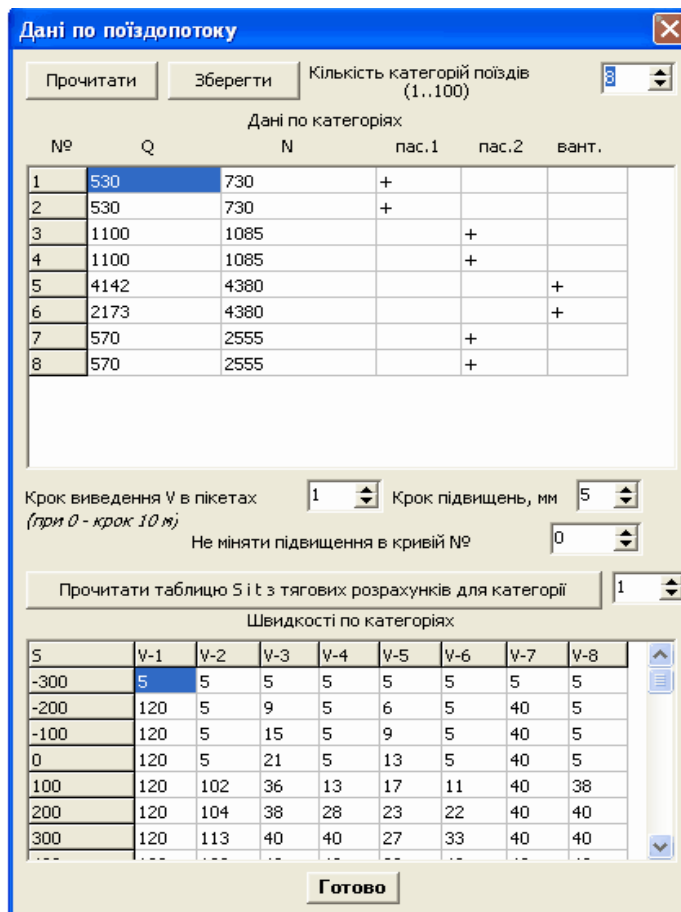 Дані по поїздопотоку
Прочитати Зберегти Кількість категорій поїздів (1..100) 8
Дані по категоріях
№ Q N пас.1 пас.2 вант.
1 530 730 +
2 530 730 +
3 1100 1085 +
4 1100 1085 +
5 4142 4380 +
6 2173 4380 +
7 570 2555 +
8 570 2555 +
Крок виведення V в пікетах 1 Крок підвищень, мм 5
(при 0 - крок 10 м)
Не міняти підвищення в кривій № 0
Прочитати таблицю S i t з тягових розрахунків для категорії 1
Швидкості по категоріях
S V-1 V-2 V-3 V-4 V-5 V-6 V-7 V-8
-300 5 5 5 5 5 5 5 5
-200 120 5 9 5 6 5 40 5
-100 120 5 15 5 9 5 40 5
0 120 5 21 5 13 5 40 5
100 120 102 36 13 17 11 40 38
200 120 104 38 28 23 22 40 40
300 120 113 40 40 27 33 40 40
Готово